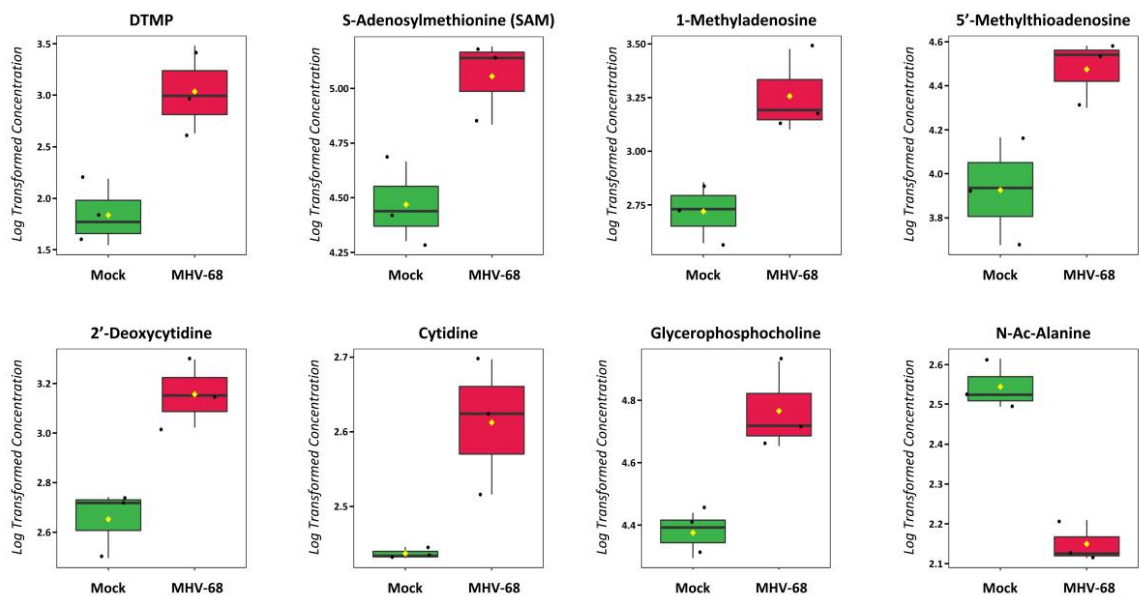 DTMP
S-Adenosylmethionine (SAM)
1-Methyladenosine
5’-Methylthioadenosine
Log Transformed Concentration
3.5
3.0
2.5
2.0
1.5
Mock
MHV-68
Log Transformed Concentration
5.00
4.75
4.50
4.25
Mock
MHV-68
Log Transformed Concentration
3.50
3.25
3.00
2.75
Mock
MHV-68
Log Transformed Concentration
4.6
4.4
4.2
4.0
3.8
Mock
MHV-68
2’-Deoxycytidine
Cytidine
Glycerophosphocholine
N-Ac-Alanine
Log Transformed Concentration
3.2
3.0
2.8
2.6
Mock
MHV-68
Log Transformed Concentration
2.7
2.6
2.5
Mock
MHV-68
Log Transformed Concentration
4.8
4.6
4.4
Mock
MHV-68
Log Transformed Concentration
2.6
2.5
2.4
2.3
2.2
2.1
Mock
MHV-68